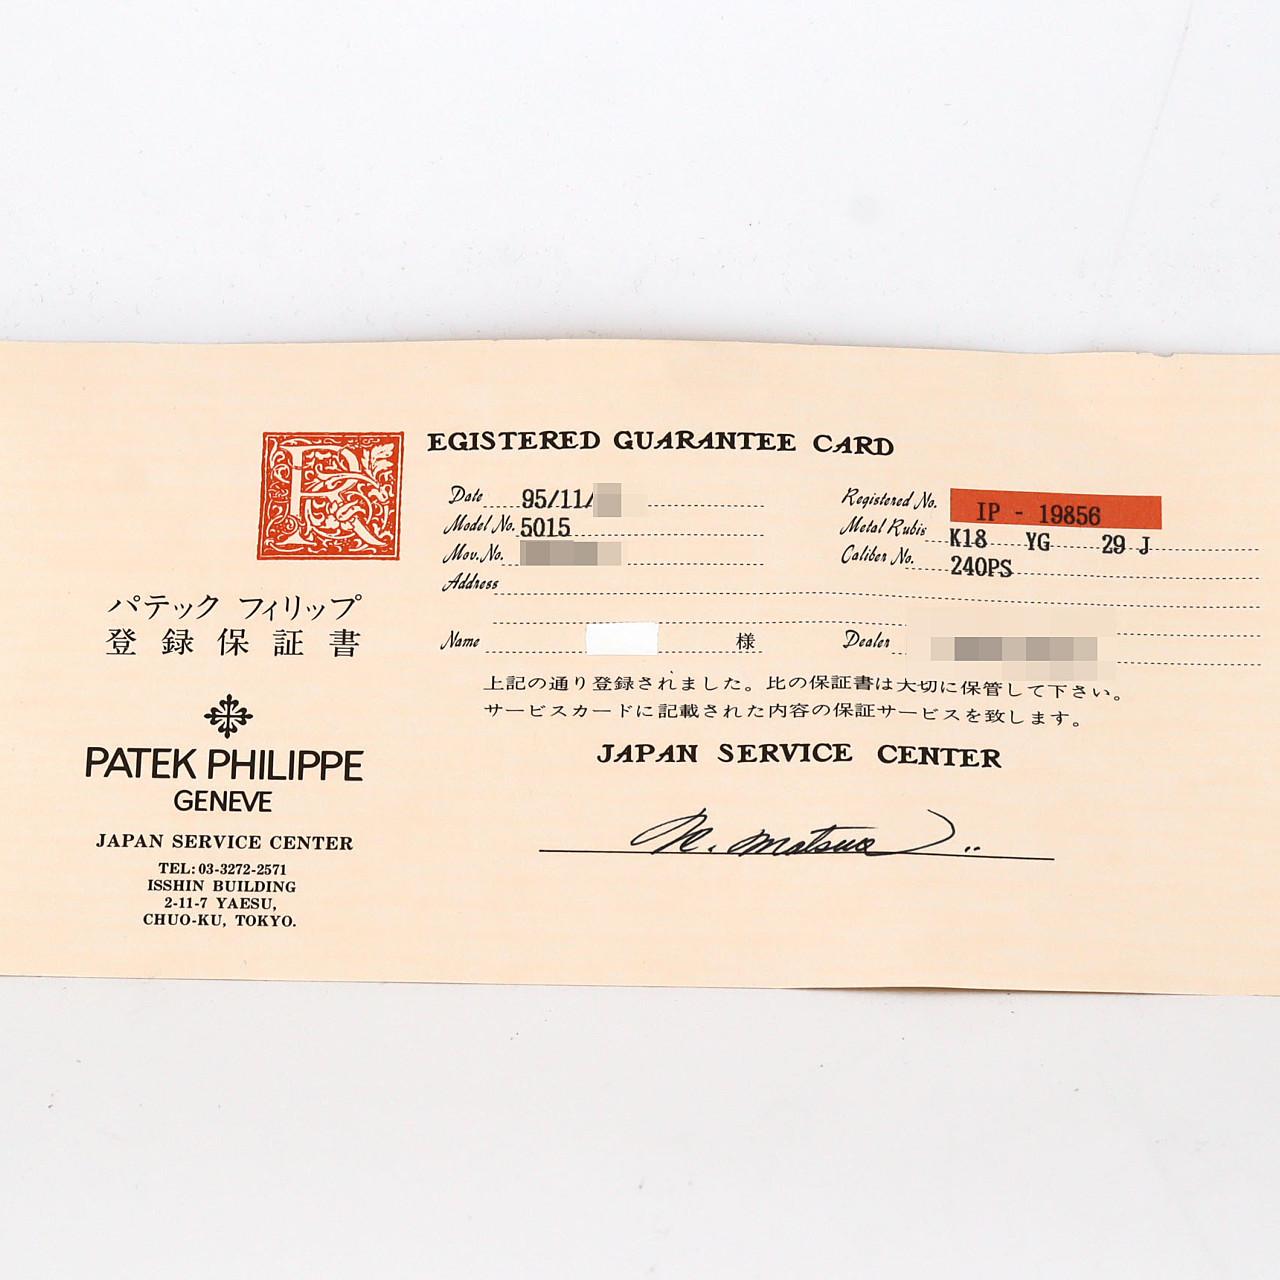 REGISTERED GUARANTEE CARD
Date 95/11/
Model No. 5015
Mov. No.
Address
Name 様
Registered No. IP - 19856
Metal Rubis K18 YG 29 J
Caliber No. 240PS
Dealer
上記の通り登録されました。比の保証書は大切に保管して下さい。
サービスカードに記載された内容の保証サービスを致します。
JAPAN SERVICE CENTER
N. Matsuo
パテック フィリップ
登録保証書
PATEK PHILIPPE
GENEVE
JAPAN SERVICE CENTER
TEL: 03-3272-2571
ISSHIN BUILDING
2-11-7 YAESU,
CHUO-KU, TOKYO.